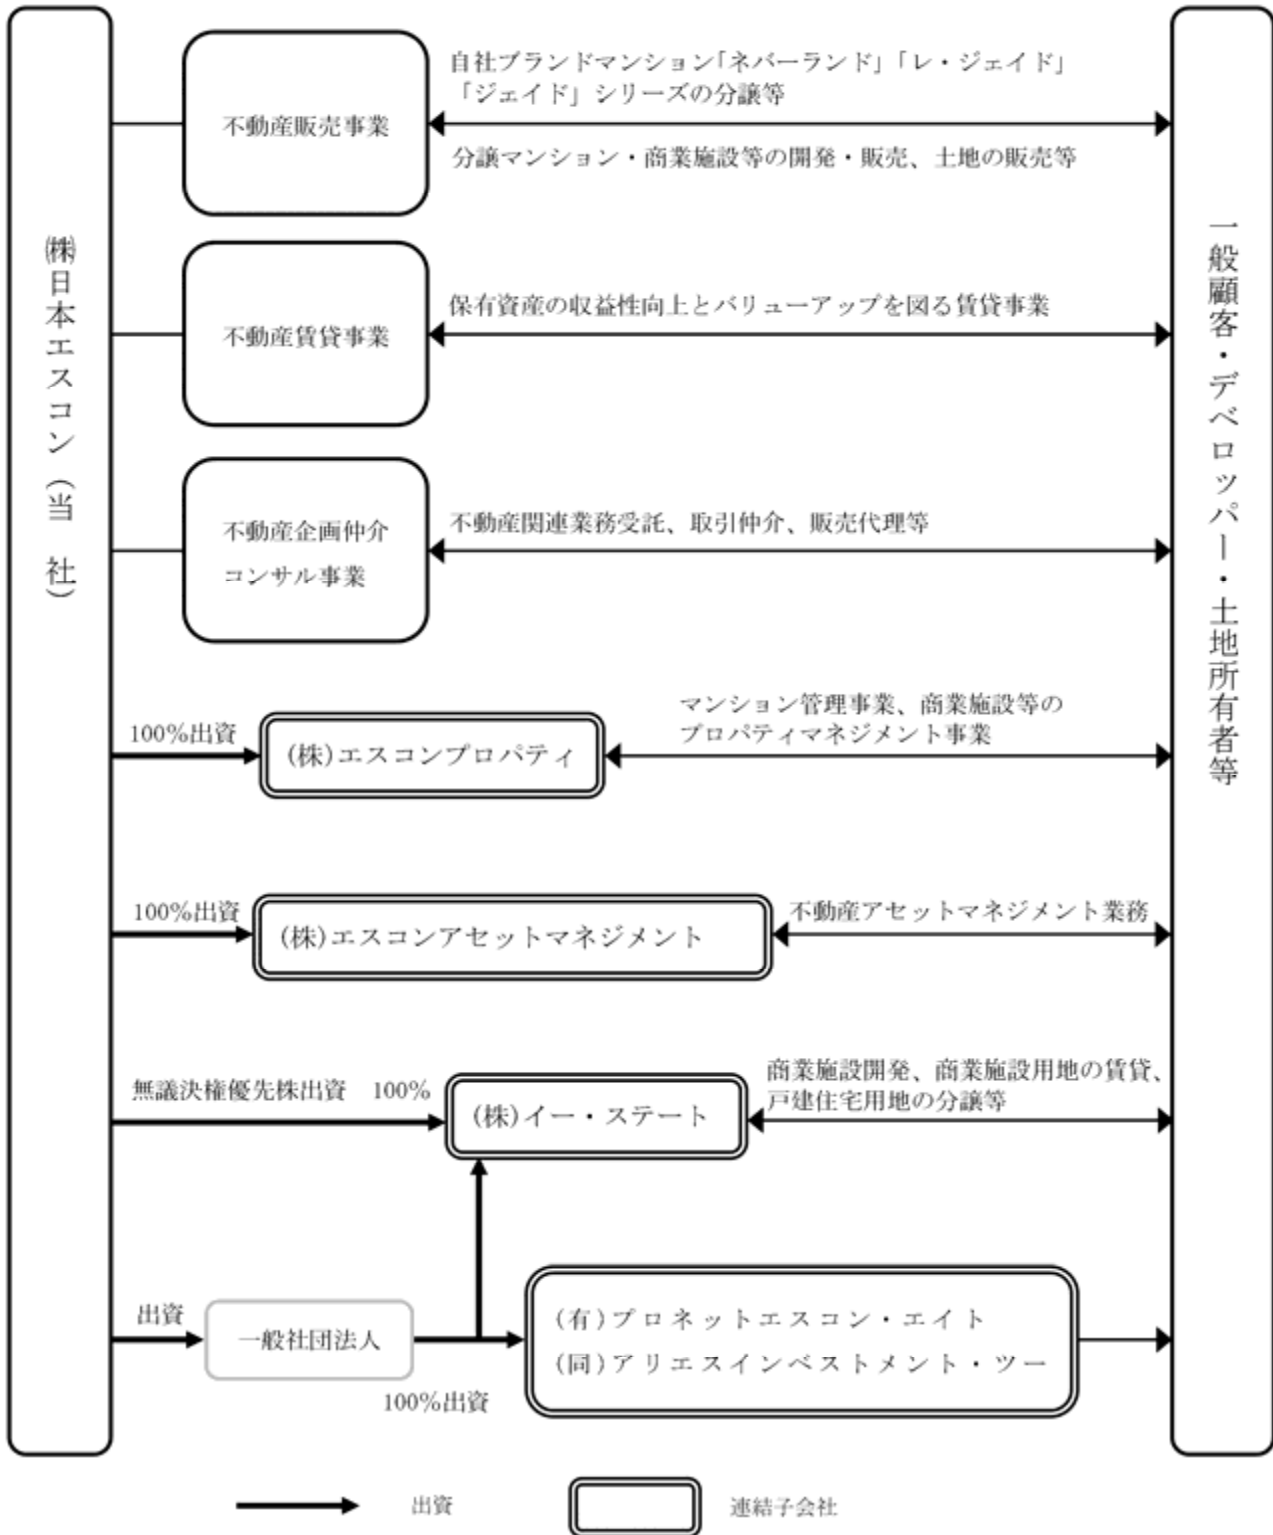 ㈱日本エスコン（当　社）
不動産販売事業
自社ブランドマンション「ネバーランド」「レ・ジェイド」
「ジェイド」シリーズの分譲等
分譲マンション・商業施設等の開発・販売、土地の販売等
不動産賃貸事業
保有資産の収益性向上とバリューアップを図る賃貸事業
不動産企画仲介
コンサル事業
不動産関連業務受託、取引仲介、販売代理等
100%出資
(株)エスコンプロパティ
マンション管理事業、商業施設等の
プロパティマネジメント事業
100%出資
(株)エスコンアセットマネジメント
不動産アセットマネジメント業務
無議決権優先株出資　100%
(株)イー・ステート
商業施設開発、商業施設用地の賃貸、
戸建住宅用地の分譲等
出資
一般社団法人
100%出資
(有)プロネットエスコン・エイト
(同)アリエスインベストメント・ツー
一般顧客・デベロッパー・土地所有者等
出資
連結子会社